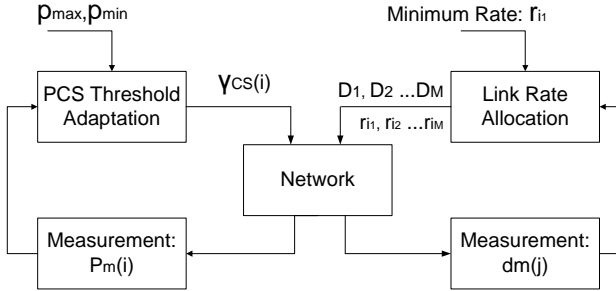 pmax,pmin
Minimum Rate: ri1
PCS Threshold
Adaptation
γCS(i)
D1, D2 ...DM
ri1, ri2 ...riM
Link Rate
Allocation
Network
Measurement:
Pm(i)
Measurement:
dm(j)